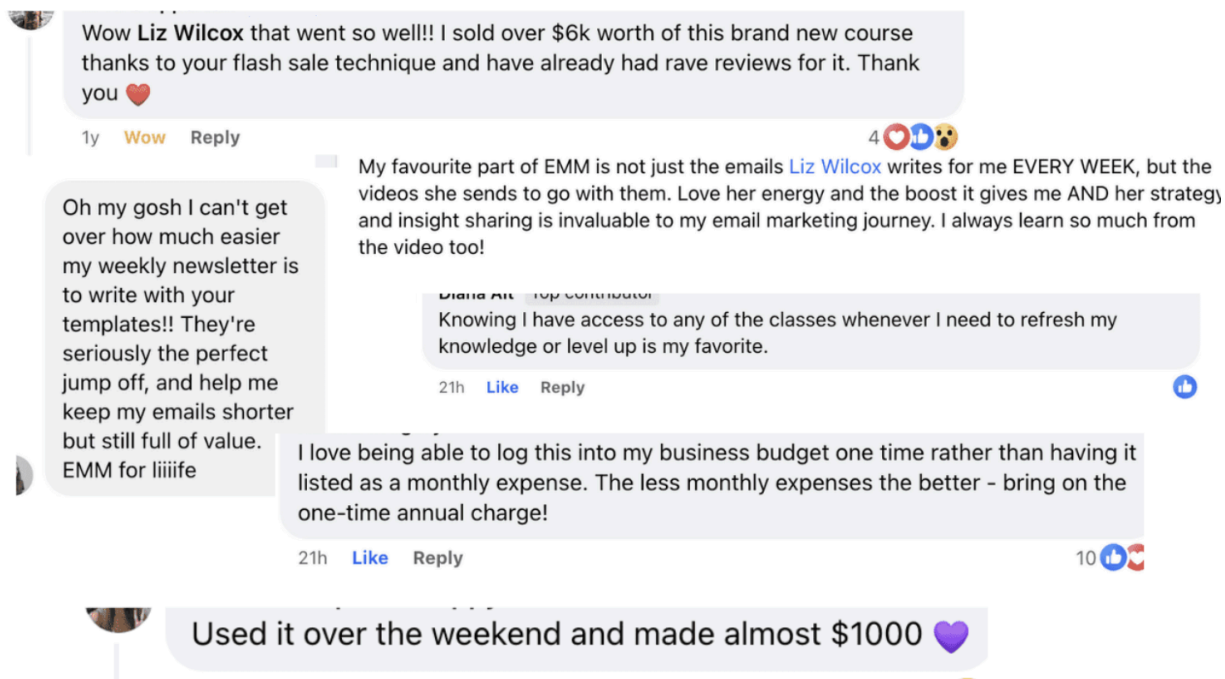 Wow Liz Wilcox that went so well!! I sold over $6k worth of this brand new course
thanks to your flash sale technique and have already had rave reviews for it. Thank
you ❤️
1y Wow Reply 4
My favourite part of EMM is not just the emails Liz Wilcox writes for me EVERY WEEK, but the
videos she sends to go with them. Love her energy and the boost it gives me AND her strategy
and insight sharing is invaluable to my email marketing journey. I always learn so much from
the video too!
Oh my gosh I can't get
over how much easier
my weekly newsletter is
to write with your
templates!! They're
seriously the perfect
jump off, and help me
keep my emails shorter
but still full of value.
EMM for liiiife
Diana Alt Top contributor
Knowing I have access to any of the classes whenever I need to refresh my
knowledge or level up is my favorite.
21h Like Reply
I love being able to log this into my business budget one time rather than having it
listed as a monthly expense. The less monthly expenses the better - bring on the
one-time annual charge!
21h Like Reply 10
Used it over the weekend and made almost $1000 💜